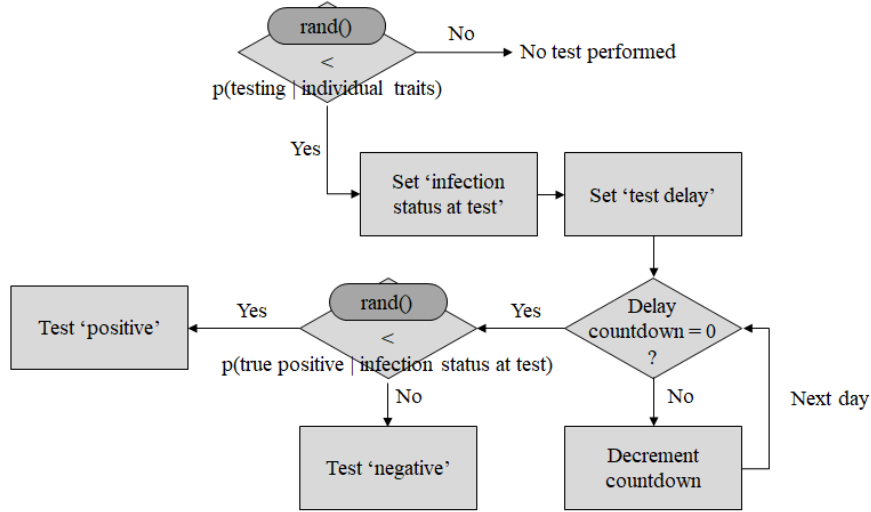 rand()
<
p(testing | individual traits)
No
No test performed
Yes
Set ‘infection
status at test’
Set ‘test delay’
Delay
countdown = 0
?
Yes
rand()
<
p(true positive | infection status at test)
Yes
Test ‘positive’
No
Test ‘negative’
No
Decrement
countdown
Next day